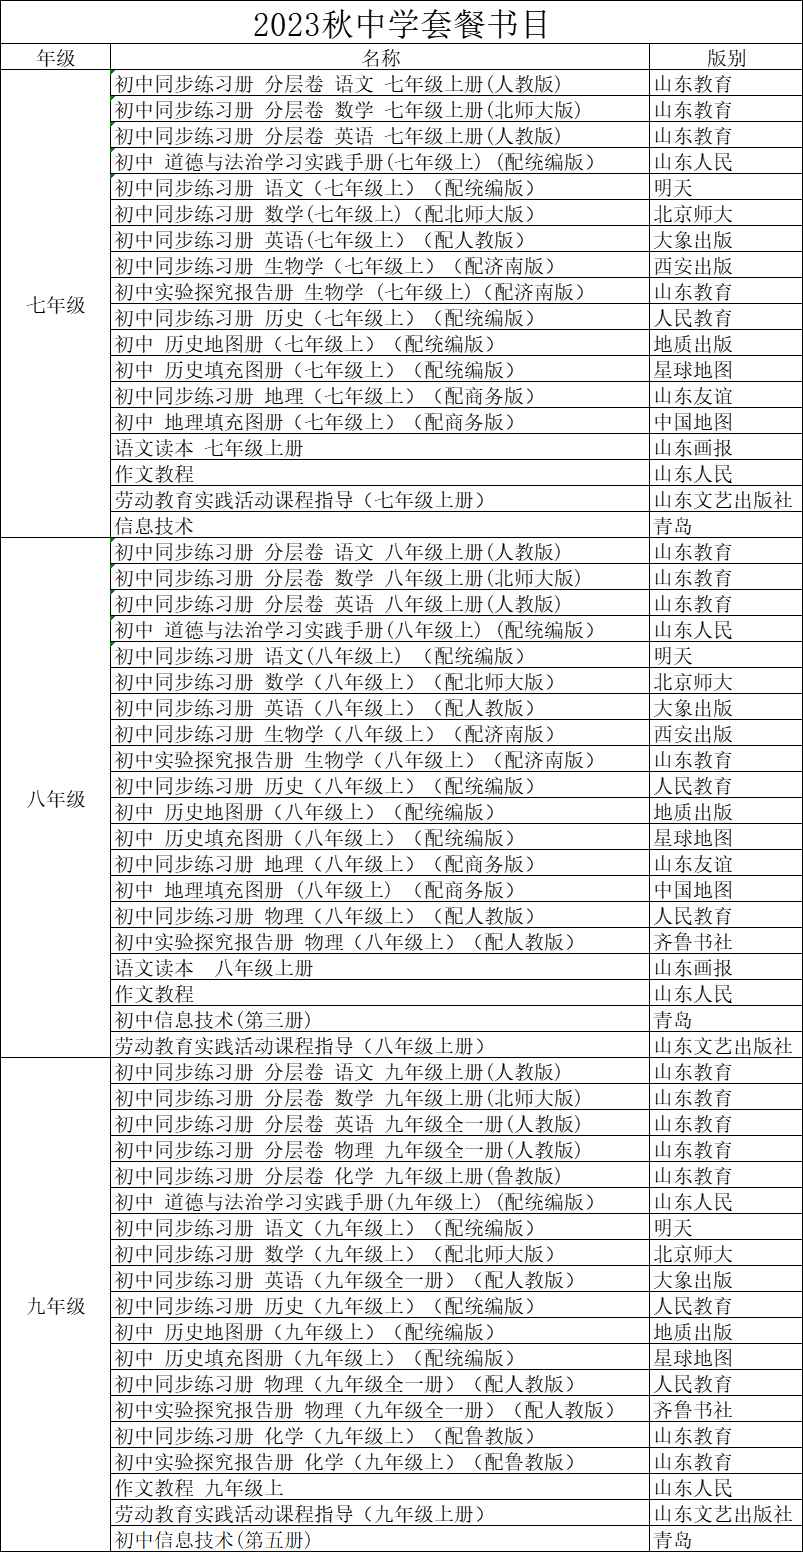 2023秋中学套餐书目
年级 名称 版别
七年级
初中同步练习册 分层卷 语文 七年级上册(人教版) 山东教育
初中同步练习册 分层卷 数学 七年级上册(北师大版) 山东教育
初中同步练习册 分层卷 英语 七年级上册(人教版) 山东教育
初中 道德与法治学习实践手册(七年级上)(配统编版） 山东人民
初中同步练习册 语文（七年级上）（配统编版） 明天
初中同步练习册 数学(七年级上)（配北师大版） 北京师大
初中同步练习册 英语(七年级上）（配人教版） 大象出版
初中同步练习册 生物学（七年级上）（配济南版） 西安出版
初中实验探究报告册 生物学 (七年级上)（配济南版） 山东教育
初中同步练习册 历史（七年级上）（配统编版） 人民教育
初中 历史地图册（七年级上）（配统编版） 地质出版
初中 历史填充图册（七年级上）（配统编版） 星球地图
初中同步练习册 地理（七年级上）（配商务版） 山东友谊
初中 地理填充图册（七年级上）（配商务版） 中国地图
语文读本 七年级上册 山东画报
作文教程 山东人民
劳动教育实践活动课程指导（七年级上册） 山东文艺出版社
信息技术 青岛
八年级
初中同步练习册 分层卷 语文 八年级上册(人教版) 山东教育
初中同步练习册 分层卷 数学 八年级上册(北师大版) 山东教育
初中同步练习册 分层卷 英语 八年级上册(人教版) 山东教育
初中 道德与法治学习实践手册(八年级上)(配统编版） 山东人民
初中同步练习册 语文(八年级上) （配统编版） 明天
初中同步练习册 数学（八年级上）（配北师大版） 北京师大
初中同步练习册 英语（八年级上）（配人教版） 大象出版
初中同步练习册 生物学（八年级上）（配济南版） 西安出版
初中实验探究报告册 生物学（八年级上）（配济南版） 山东教育
初中同步练习册 历史（八年级上）（配统编版） 人民教育
初中 历史地图册（八年级上）（配统编版） 地质出版
初中 历史填充图册（八年级上）（配统编版） 星球地图
初中同步练习册 地理（八年级上）（配商务版） 山东友谊
初中 地理填充图册 (八年级上) （配商务版） 中国地图
初中同步练习册 物理（八年级上）（配人教版） 人民教育
初中实验探究报告册 物理（八年级上）（配人教版） 齐鲁书社
语文读本  八年级上册 山东画报
作文教程 山东人民
初中信息技术(第三册) 青岛
劳动教育实践活动课程指导（八年级上册） 山东文艺出版社
九年级
初中同步练习册 分层卷 语文 九年级上册(人教版) 山东教育
初中同步练习册 分层卷 数学 九年级上册(北师大版) 山东教育
初中同步练习册 分层卷 英语 九年级全一册(人教版) 山东教育
初中同步练习册 分层卷 物理 九年级全一册(人教版) 山东教育
初中同步练习册 分层卷 化学 九年级上册(鲁教版) 山东教育
初中 道德与法治学习实践手册(九年级上)(配统编版） 山东人民
初中同步练习册 语文（九年级上）（配统编版） 明天
初中同步练习册 数学（九年级上）（配北师大版） 北京师大
初中同步练习册 英语（九年级全一册）（配人教版） 大象出版
初中同步练习册 历史（九年级上）（配统编版） 人民教育
初中 历史地图册（九年级上）（配统编版） 地质出版
初中 历史填充图册（九年级上）（配统编版） 星球地图
初中同步练习册 物理（九年级全一册）（配人教版） 人民教育
初中实验探究报告册 物理（九年级全一册）（配人教版） 齐鲁书社
初中同步练习册 化学（九年级上）（配鲁教版） 山东教育
初中实验探究报告册 化学（九年级上）（配鲁教版） 山东教育
作文教程 九年级上 山东人民
劳动教育实践活动课程指导（九年级上册） 山东文艺出版社
初中信息技术(第五册) 青岛